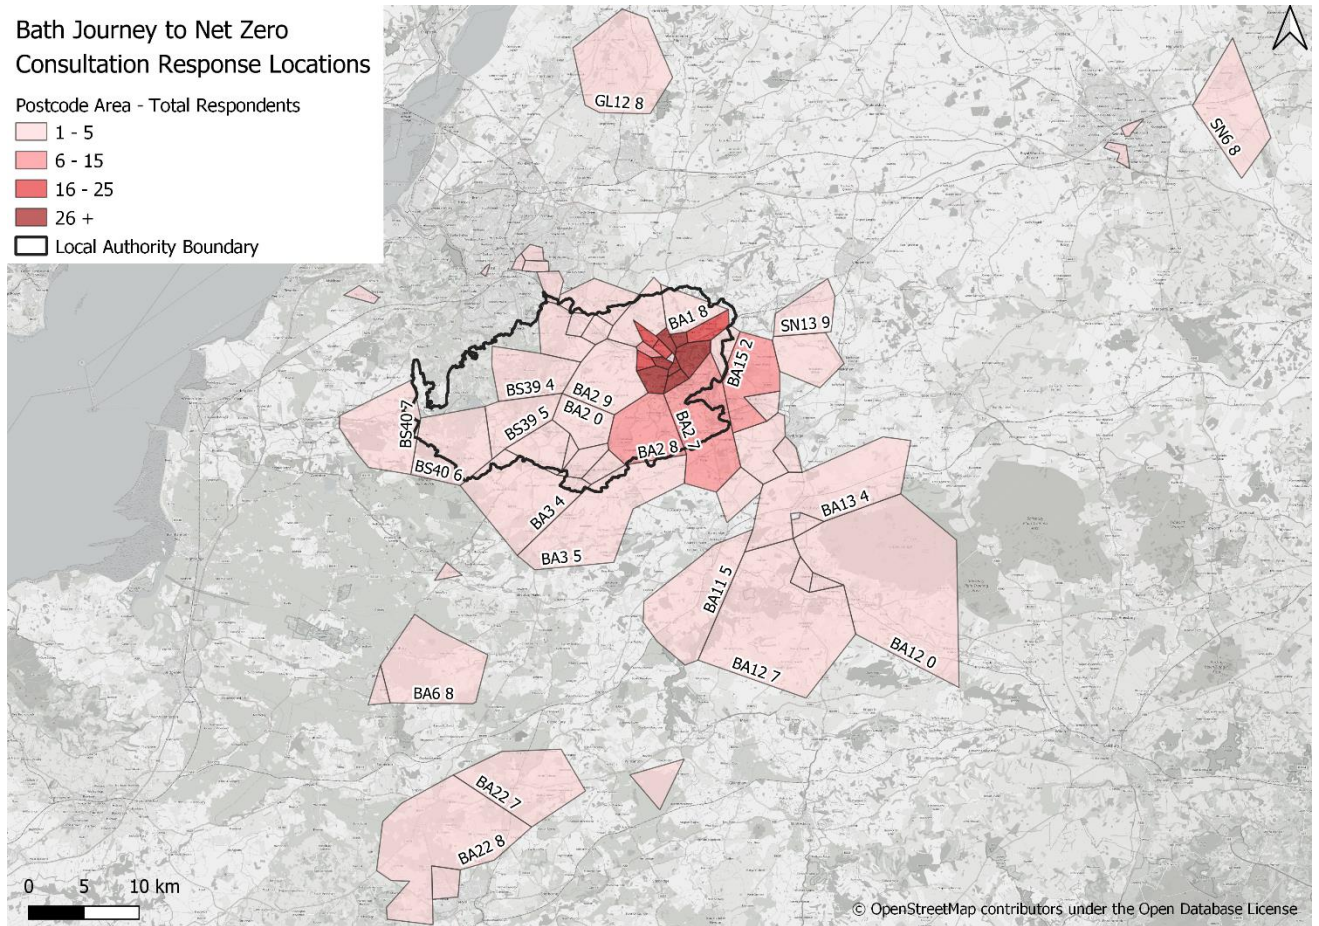 Bath Journey to Net Zero
Consultation Response Locations
Postcode Area - Total Respondents
1 - 5
6 - 15
16 - 25
26 +
Local Authority Boundary
GL12 8
SN6 8
BA1 8
SN13 9
BA15 2
BS39 4
BA2 9
BS40 7
BS39 5
BA2 0
BA2 7
BA2 8
BS40 6
BA3 4
BA13 4
BA3 5
BA11 5
BA12 0
BA12 7
BA6 8
BA22 7
BA22 8
0 5 10 km
© OpenStreetMap contributors under the Open Database License